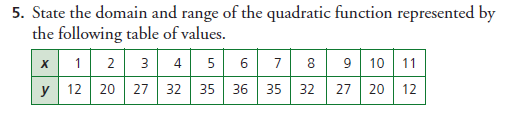 5. State the domain and range of the quadratic function represented by
the following table of values.
x 1 2 3 4 5 6 7 8 9 10 11
y 12 20 27 32 35 36 35 32 27 20 12